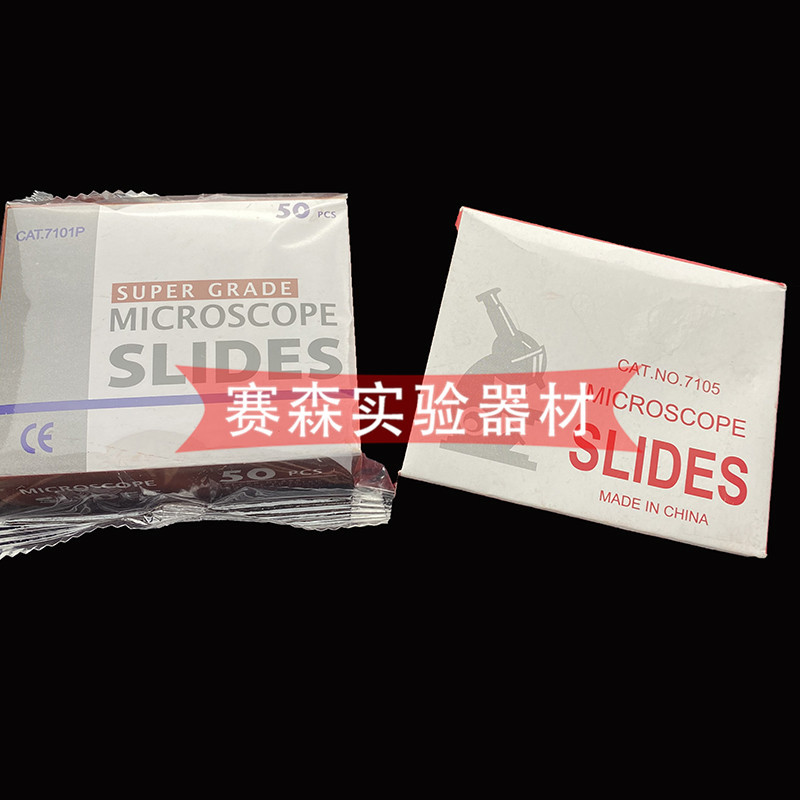 50 PCS
CAT.7101P
SUPER GRADE
MICROSCOPE
SLIDES
CE
MICROSCOPE
50 PCS
赛森实验器材
CAT.NO.7105
MICROSCOPE
SLIDES
MADE IN CHINA